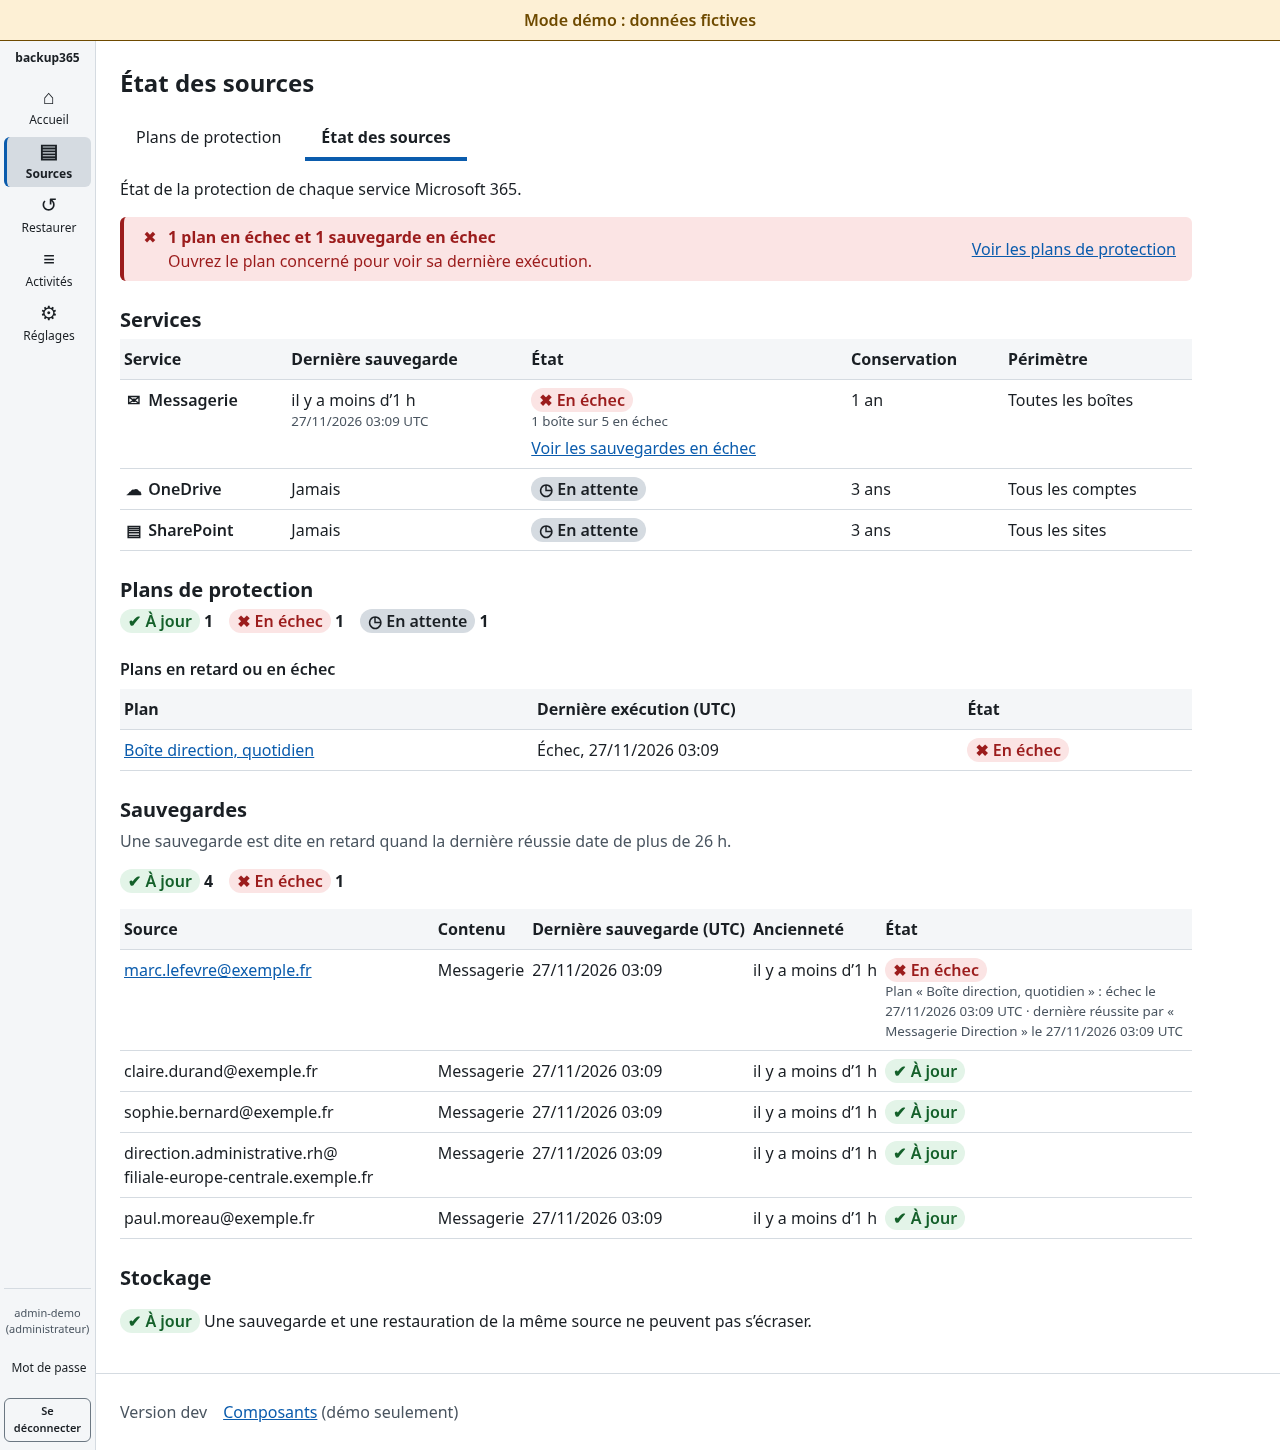 Mode démo : données fictives
backup365
Accueil
Sources
Restaurer
Activités
Réglages
admin-demo
(administrateur)
Mot de passe
Se
déconnecter
État des sources
Plans de protection État des sources
État de la protection de chaque service Microsoft 365.
✖ 1 plan en échec et 1 sauvegarde en échec
Ouvrez le plan concerné pour voir sa dernière exécution.
Voir les plans de protection
Services
Service Dernière sauvegarde État Conservation Périmètre
✉ Messagerie il y a moins d’1 h ✖ En échec 1 an Toutes les boîtes
27/11/2026 03:09 UTC 1 boîte sur 5 en échec
Voir les sauvegardes en échec
☁ OneDrive Jamais ◷ En attente 3 ans Tous les comptes
▤ SharePoint Jamais ◷ En attente 3 ans Tous les sites
Plans de protection
✔ À jour 1 ✖ En échec 1 ◷ En attente 1
Plans en retard ou en échec
Plan Dernière exécution (UTC) État
Boîte direction, quotidien Échec, 27/11/2026 03:09 ✖ En échec
Sauvegardes
Une sauvegarde est dite en retard quand la dernière réussie date de plus de 26 h.
✔ À jour 4 ✖ En échec 1
Source Contenu Dernière sauvegarde (UTC) Ancienneté État
marc.lefevre@exemple.fr Messagerie 27/11/2026 03:09 il y a moins d’1 h ✖ En échec
Plan « Boîte direction, quotidien » : échec le
27/11/2026 03:09 UTC · dernière réussite par «
Messagerie Direction » le 27/11/2026 03:09 UTC
claire.durand@exemple.fr Messagerie 27/11/2026 03:09 il y a moins d’1 h ✔ À jour
sophie.bernard@exemple.fr Messagerie 27/11/2026 03:09 il y a moins d’1 h ✔ À jour
direction.administrative.rh@ Messagerie 27/11/2026 03:09 il y a moins d’1 h ✔ À jour
filiale-europe-centrale.exemple.fr
paul.moreau@exemple.fr Messagerie 27/11/2026 03:09 il y a moins d’1 h ✔ À jour
Stockage
✔ À jour Une sauvegarde et une restauration de la même source ne peuvent pas s’écraser.
Version dev Composants (démo seulement)